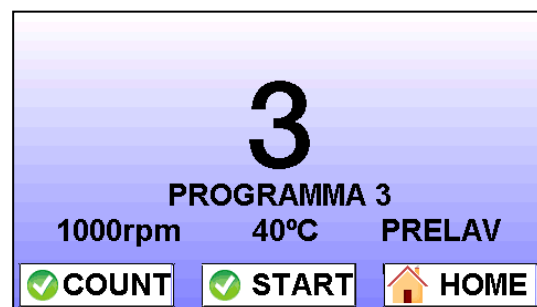 3
PROGRAMMA 3
1000rpm 40ºC PRELAV
COUNT START HOME